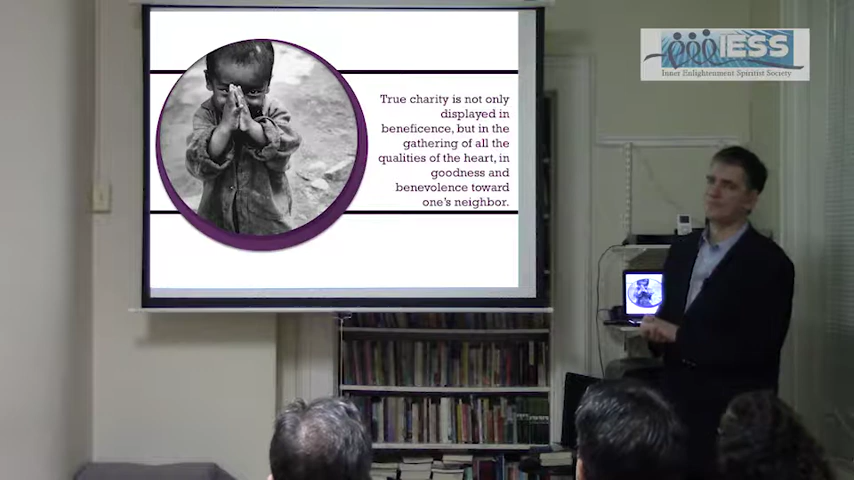 True charity is not only
displayed in
beneficence, but in the
gathering of all the
qualities of the heart, in
goodness and
benevolence toward
one's neighbor.
IESS
Inner Enlightenment Spiritist Society